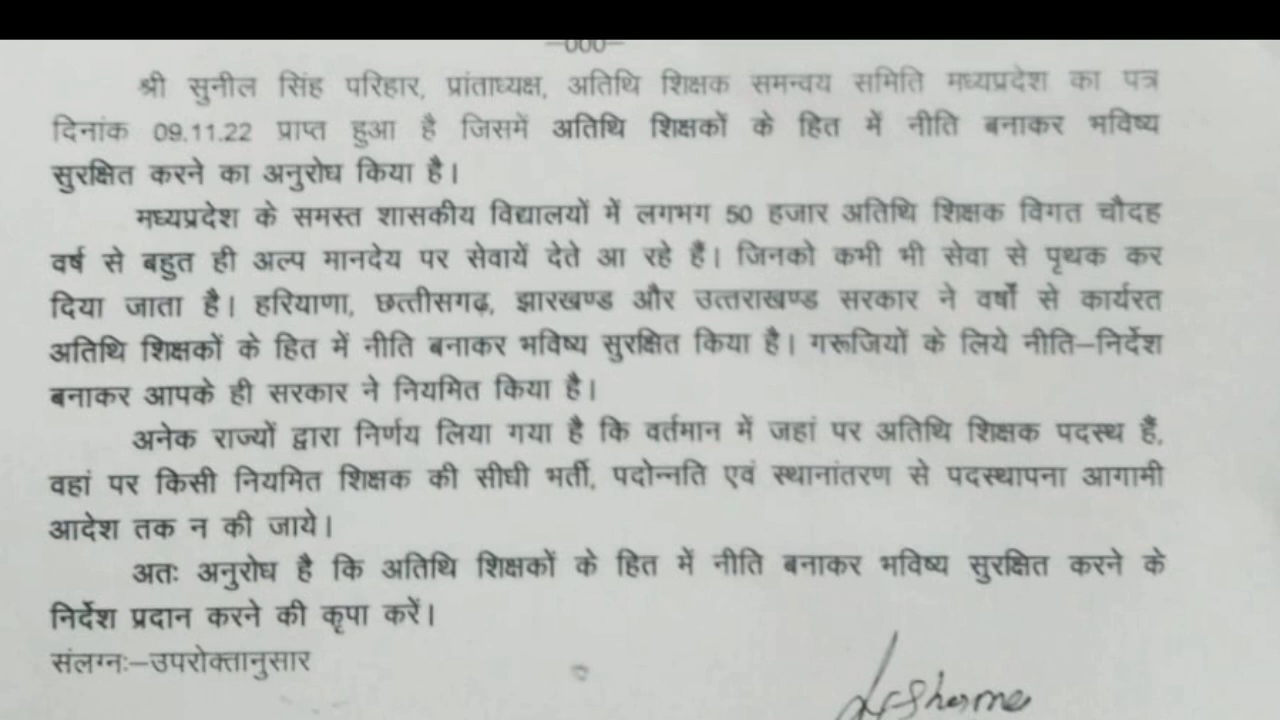 —000—
श्री सुनील सिंह परिहार, प्रांताध्यक्ष, अतिथि शिक्षक समन्वय समिति मध्यप्रदेश का पत्र
दिनांक 09.11.22 प्राप्त हुआ है जिसमें अतिथि शिक्षकों के हित में नीति बनाकर भविष्य
सुरक्षित करने का अनुरोध किया है।
मध्यप्रदेश के समस्त शासकीय विद्यालयों में लगभग 50 हजार अतिथि शिक्षक विगत चौदह
वर्ष से बहुत ही अल्प मानदेय पर सेवायें देते आ रहे हैं। जिनको कभी भी सेवा से पृथक कर
दिया जाता है। हरियाणा, छत्तीसगढ़, झारखण्ड और उत्तराखण्ड सरकार ने वर्षों से कार्यरत
अतिथि शिक्षकों के हित में नीति बनाकर भविष्य सुरक्षित किया है। गरूजियों के लिये नीति–निर्देश
बनाकर आपके ही सरकार ने नियमित किया है।
अनेक राज्यों द्वारा निर्णय लिया गया है कि वर्तमान में जहां पर अतिथि शिक्षक पदस्थ हैं,
वहां पर किसी नियमित शिक्षक की सीधी भर्ती, पदोन्नति एवं स्थानांतरण से पदस्थापना आगामी
आदेश तक न की जाये।
अतः अनुरोध है कि अतिथि शिक्षकों के हित में नीति बनाकर भविष्य सुरक्षित करने के
निर्देश प्रदान करने की कृपा करें।
संलग्नः–उपरोक्तानुसार